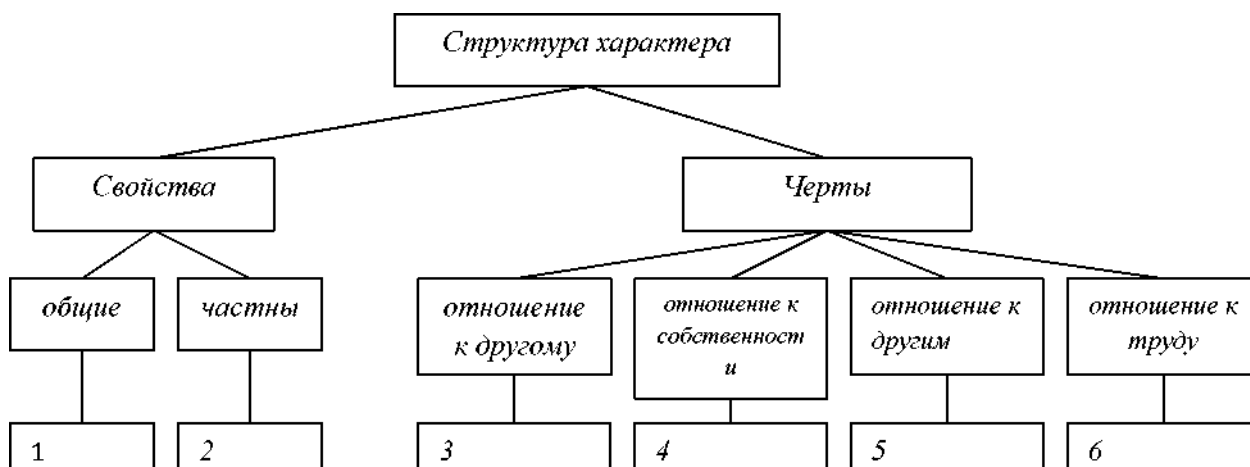 Структура характера
Свойства
Черты
общие
частны
отношение
к другому
отношение к
собственност
и
отношение к
другим
отношение к
труду
1
2
3
4
5
6